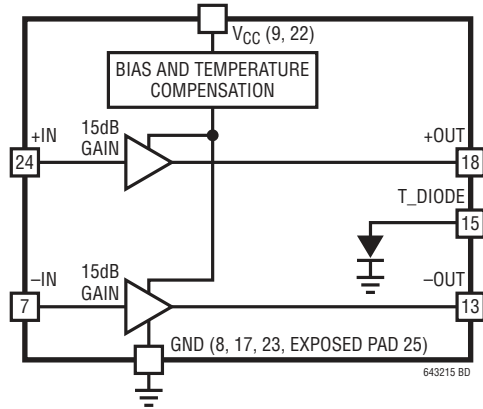 VCC (9, 22)
BIAS AND TEMPERATURE
COMPENSATION
+IN
24
15dB
GAIN
+OUT
18
T_DIODE
15
–IN
7
15dB
GAIN
–OUT
13
GND (8, 17, 23, EXPOSED PAD 25)
643215 BD